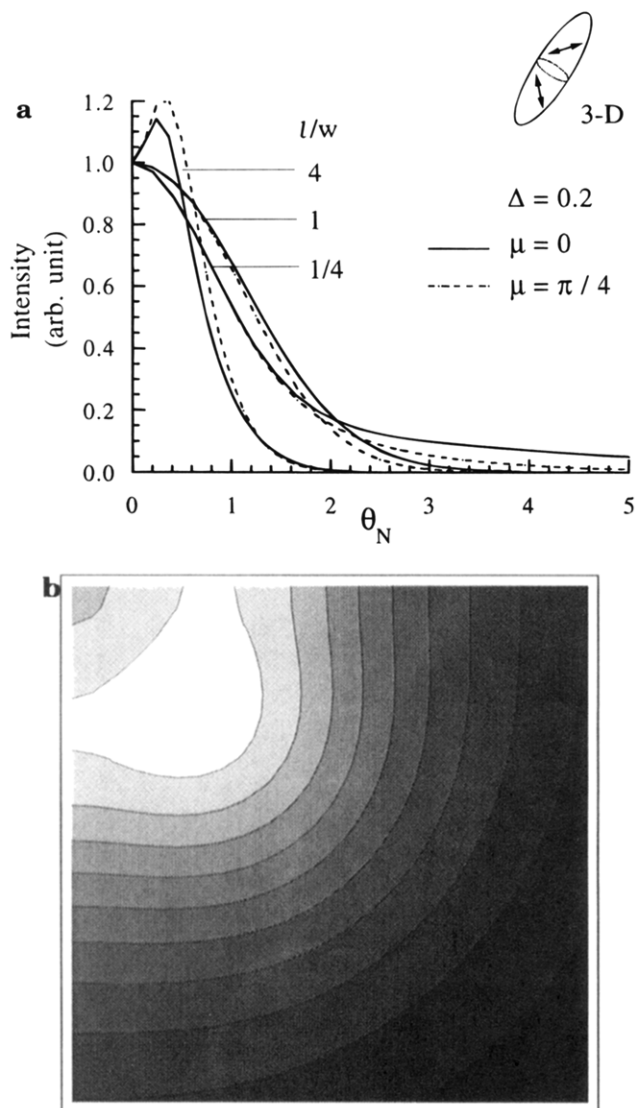 a
3-D
1.2
1.0
0.8
0.6
0.4
0.2
0.0
Intensity
(arb. unit)
l/w
4
1
1/4
Δ = 0.2
μ = 0
μ = π / 4
0 1 2 3 4 5
θ_N
b